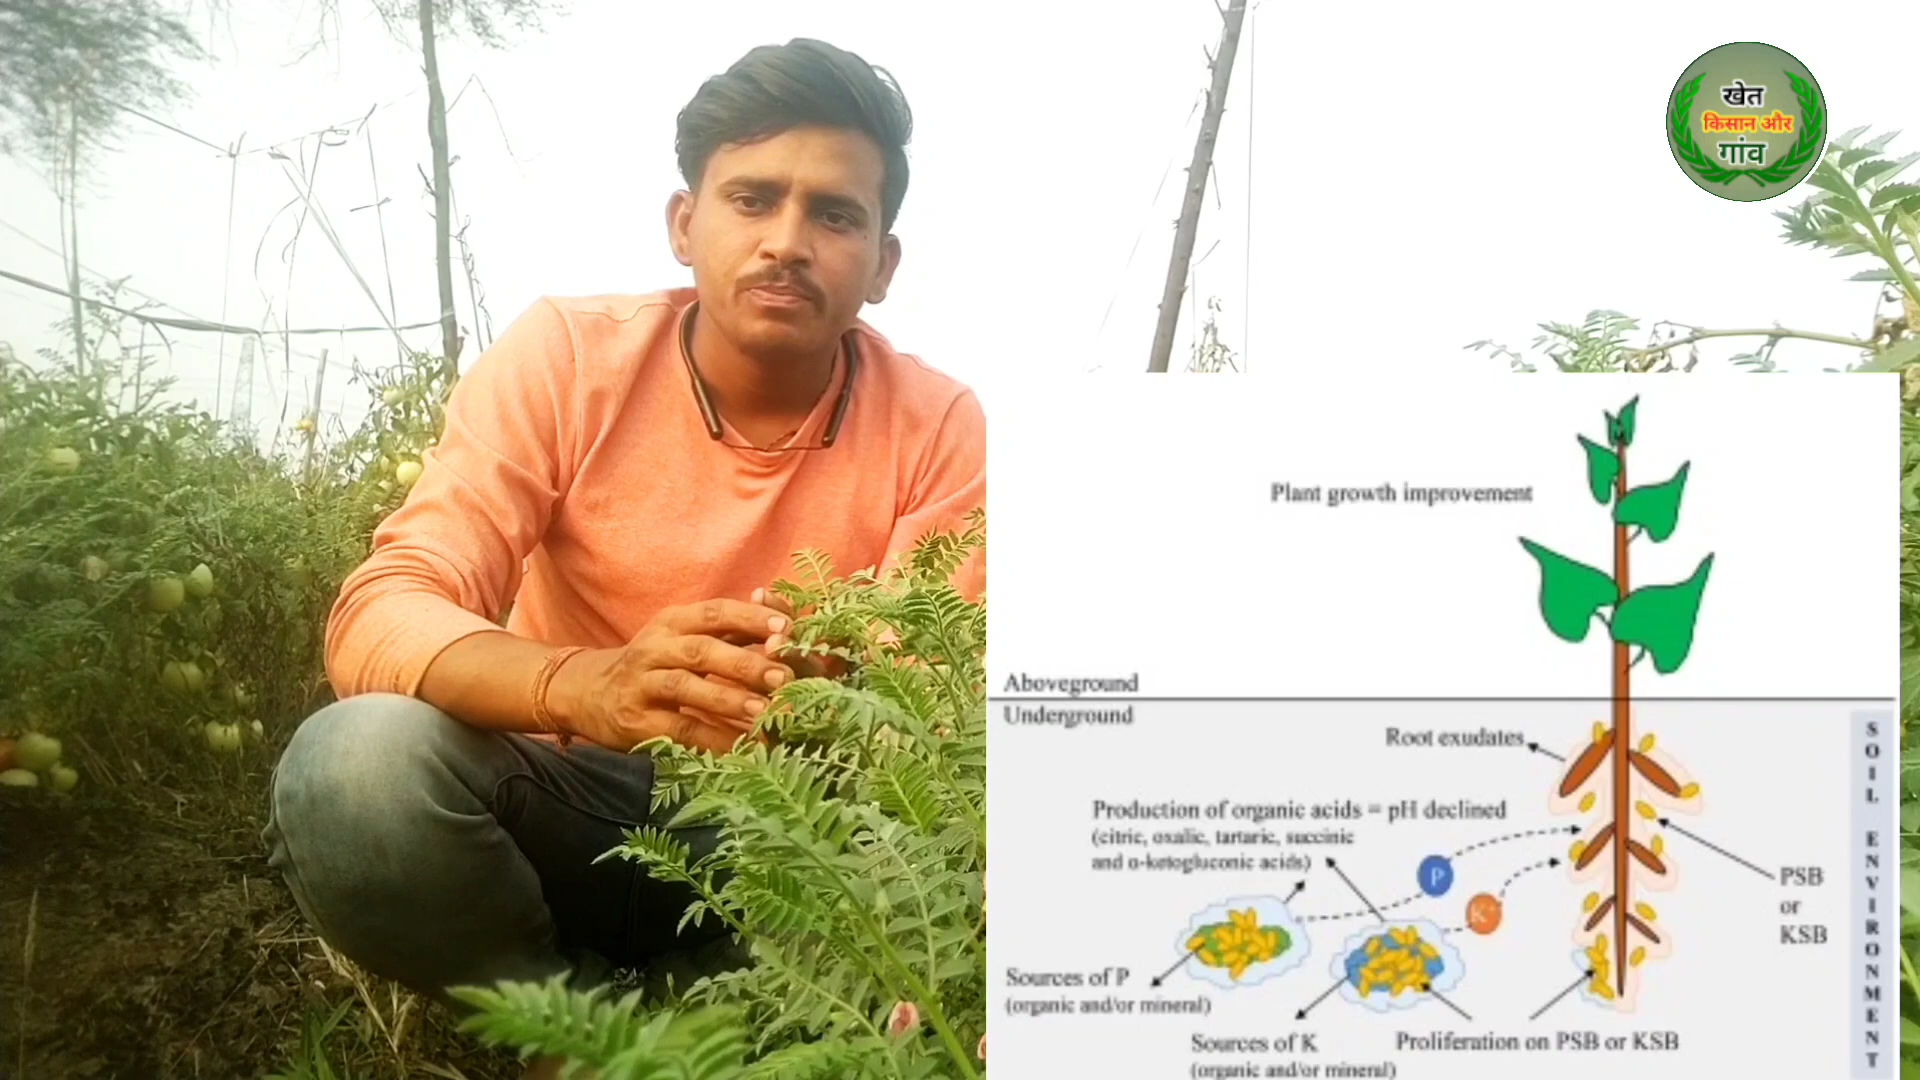 खेत
किसान और
गांव
Plant growth improvement
Aboveground
Underground
Root exudates
Production of organic acids = pH declined
(citric, oxalic, tartaric, succinic
and α-ketogluconic acids)
P
K⁺
PSB
or
KSB
Sources of P
(organic and/or mineral)
Sources of K
(organic and/or mineral)
Proliferation on PSB or KSB
SOIL ENVIRONMENT